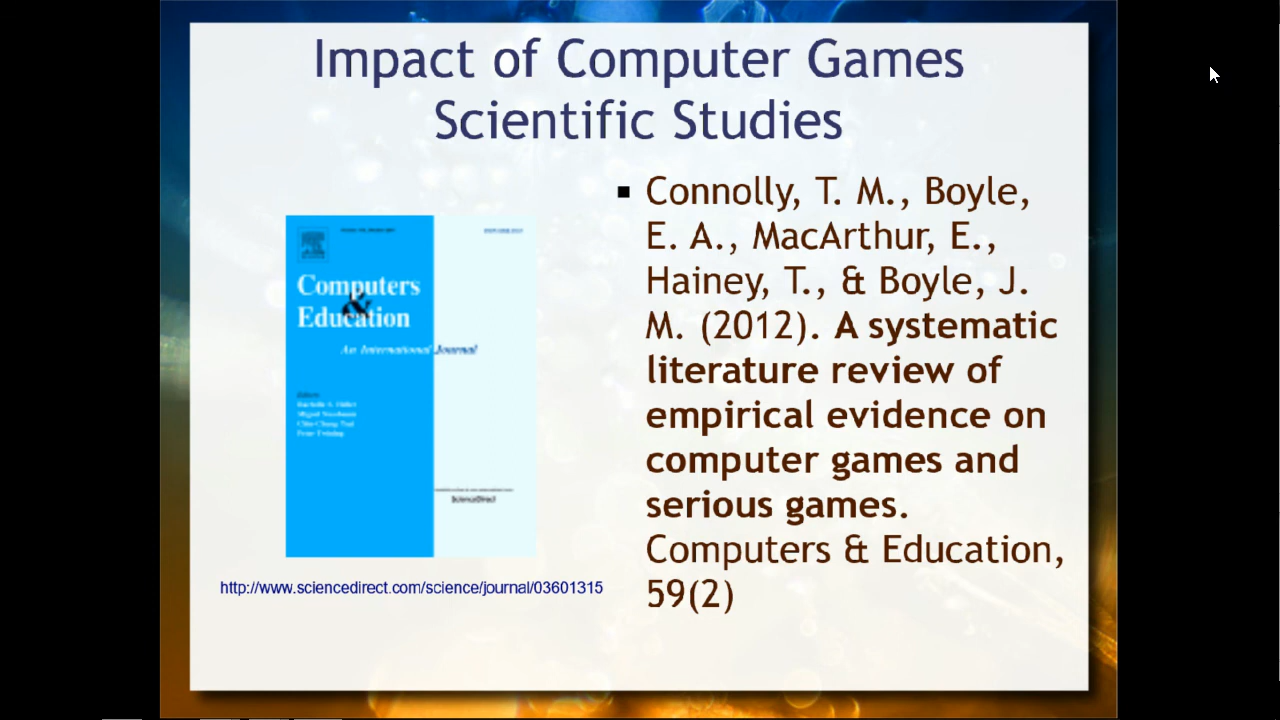 Impact of Computer Games
Scientific Studies
Computers
&
Education
An International Journal
ScienceDirect
http://www.sciencedirect.com/science/journal/03601315
▪ Connolly, T. M., Boyle,
E. A., MacArthur, E.,
Hainey, T., & Boyle, J.
M. (2012). A systematic
literature review of
empirical evidence on
computer games and
serious games.
Computers & Education,
59(2)